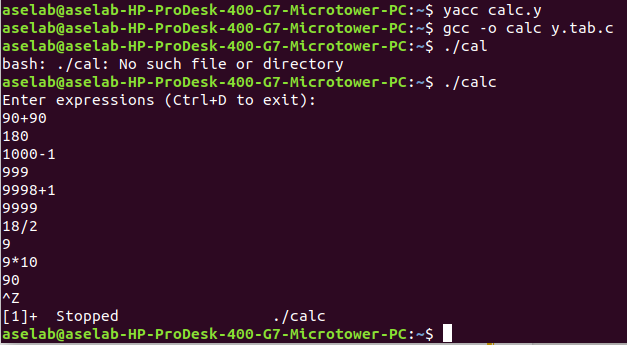 aselab@aselab-HP-ProDesk-400-G7-Microtower-PC:~$ yacc calc.y
aselab@aselab-HP-ProDesk-400-G7-Microtower-PC:~$ gcc -o calc y.tab.c
aselab@aselab-HP-ProDesk-400-G7-Microtower-PC:~$ ./cal
bash: ./cal: No such file or directory
aselab@aselab-HP-ProDesk-400-G7-Microtower-PC:~$ ./calc
Enter expressions (Ctrl+D to exit):
90+90
180
1000-1
999
9998+1
9999
18/2
9
9*10
90
^Z
[1]+  Stopped                 ./calc
aselab@aselab-HP-ProDesk-400-G7-Microtower-PC:~$